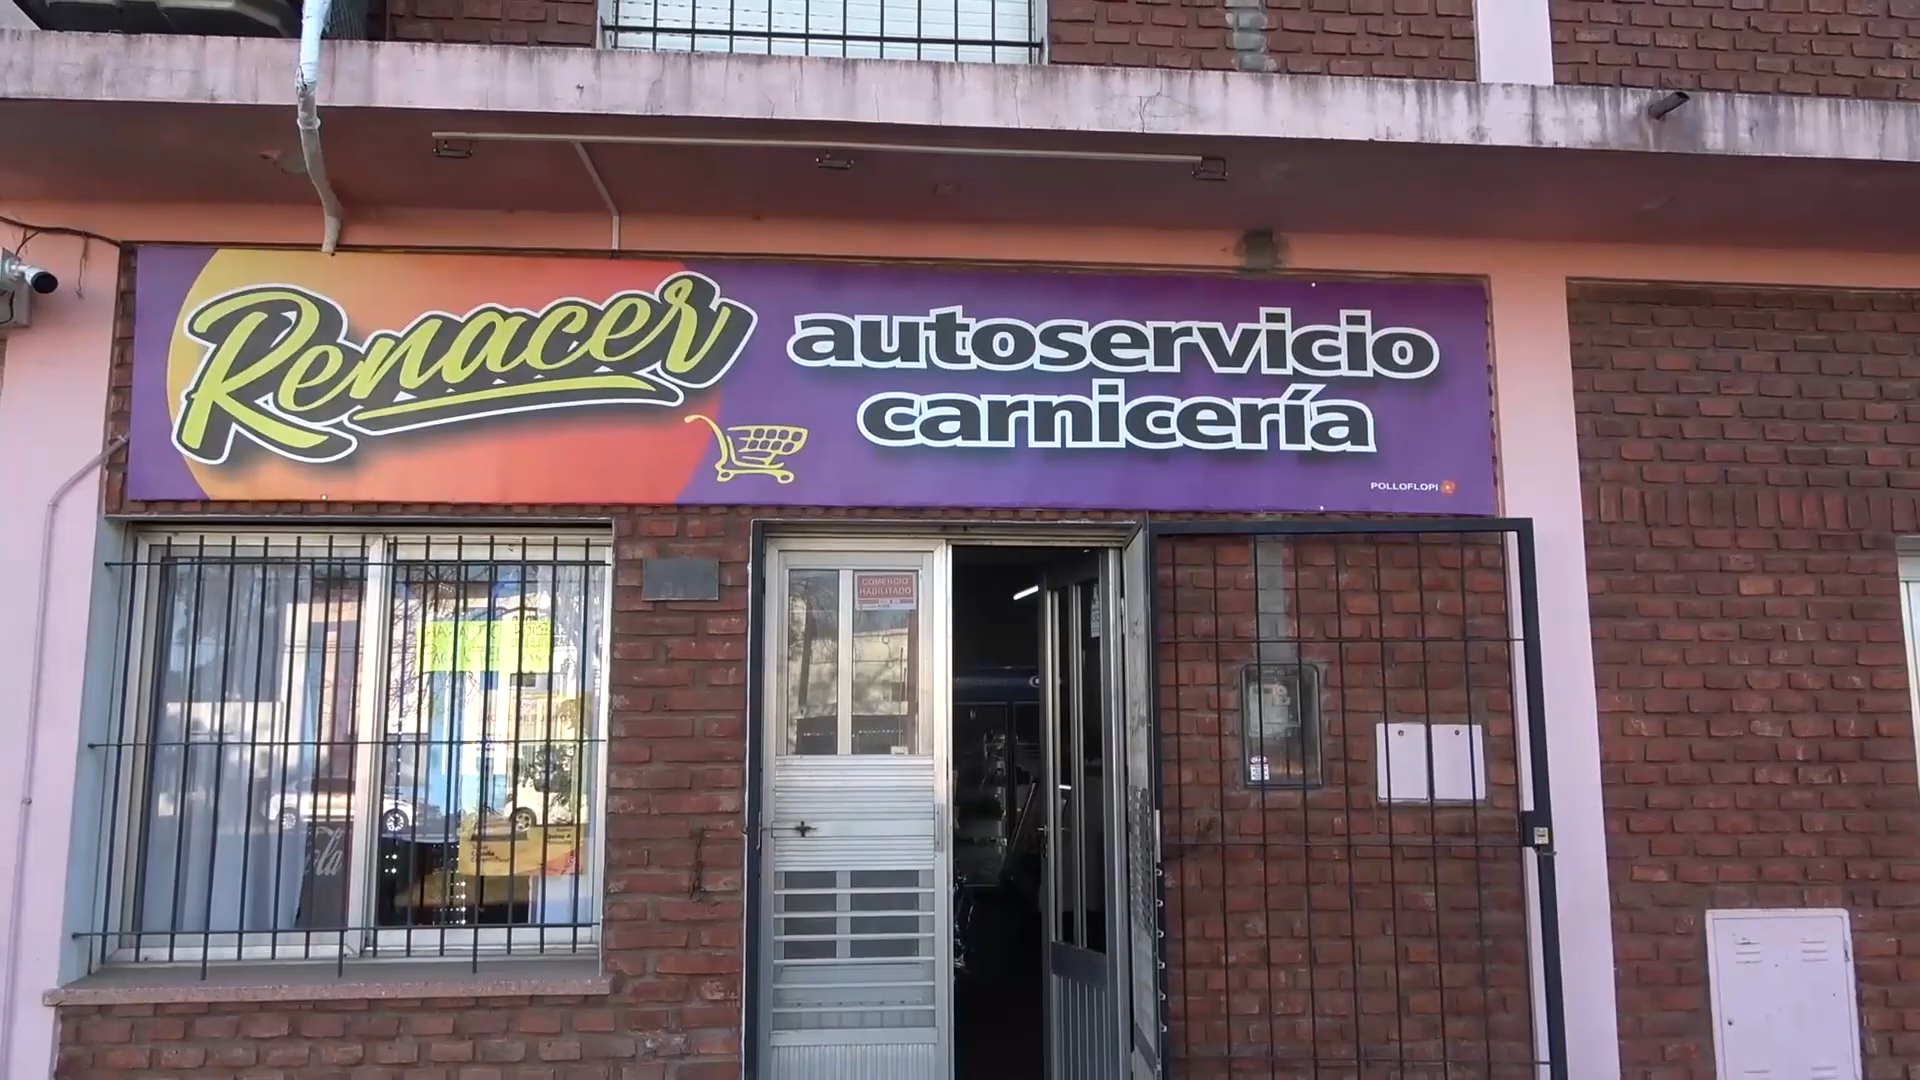 Renacer
autoservicio
carnicería
POLLOFLOPI
COMERCIO
HABILITADO